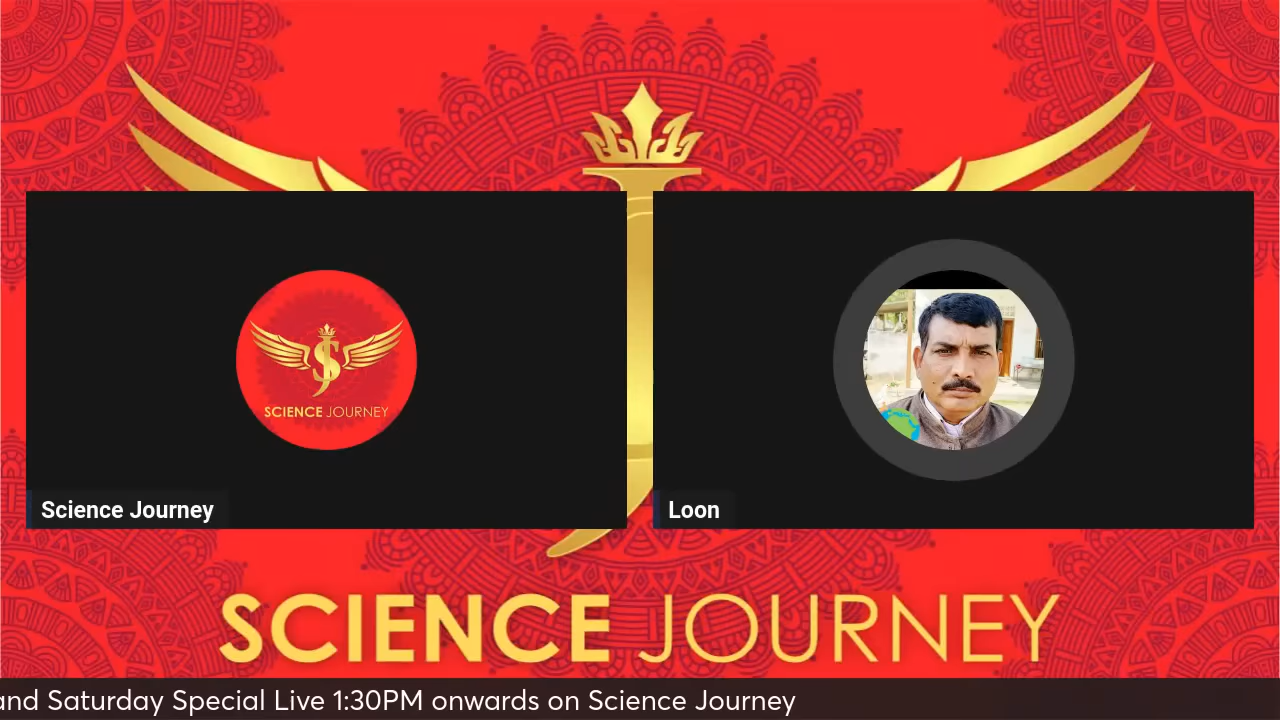 SCIENCE JOURNEY
Science Journey
Loon
SCIENCE JOURNEY
and Saturday Special Live 1:30PM onwards on Science Journey